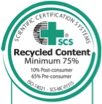 SCIENTIFIC CERTIFICATION SYSTEMS
SCS
Recycled Content
Minimum 75%
10% Post-consumer
65% Pre-consumer